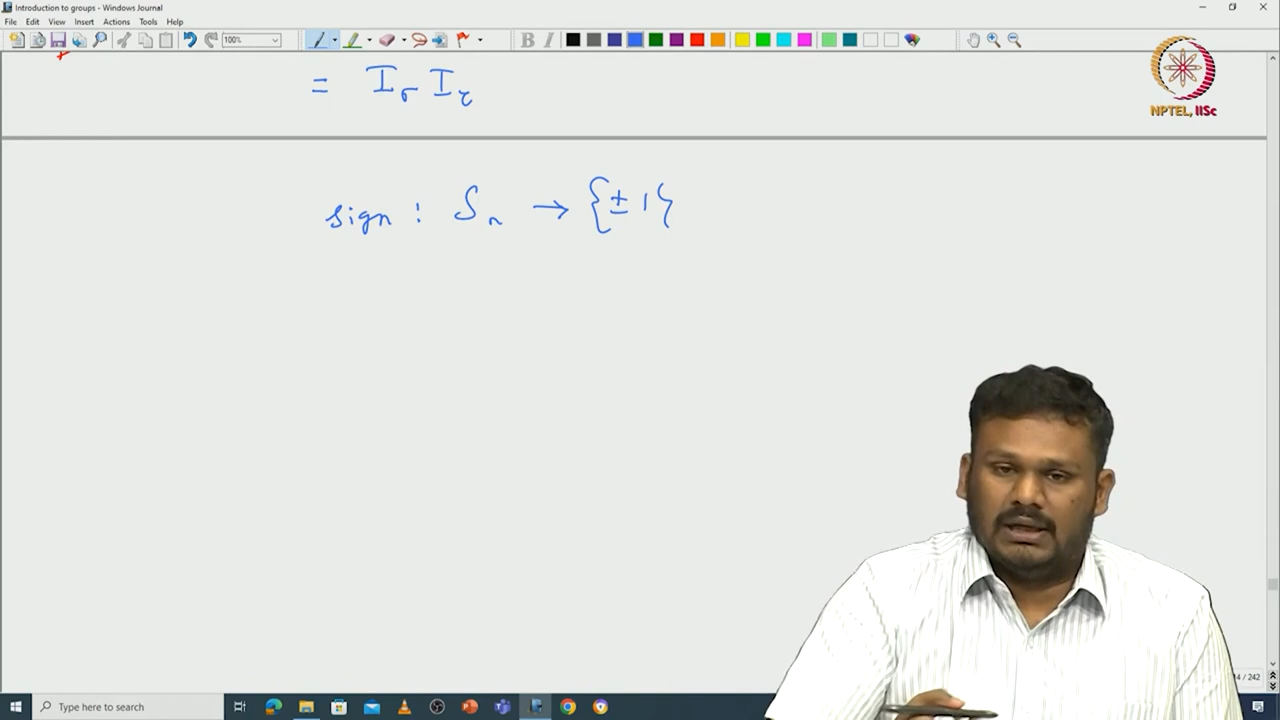 Introduction to groups - Windows Journal
File Edit View Insert Actions Tools Help
100%
B I
= I_σ I_τ
NPTEL, IISc
sign : S_n → {± 1}
Type here to search
/ 242